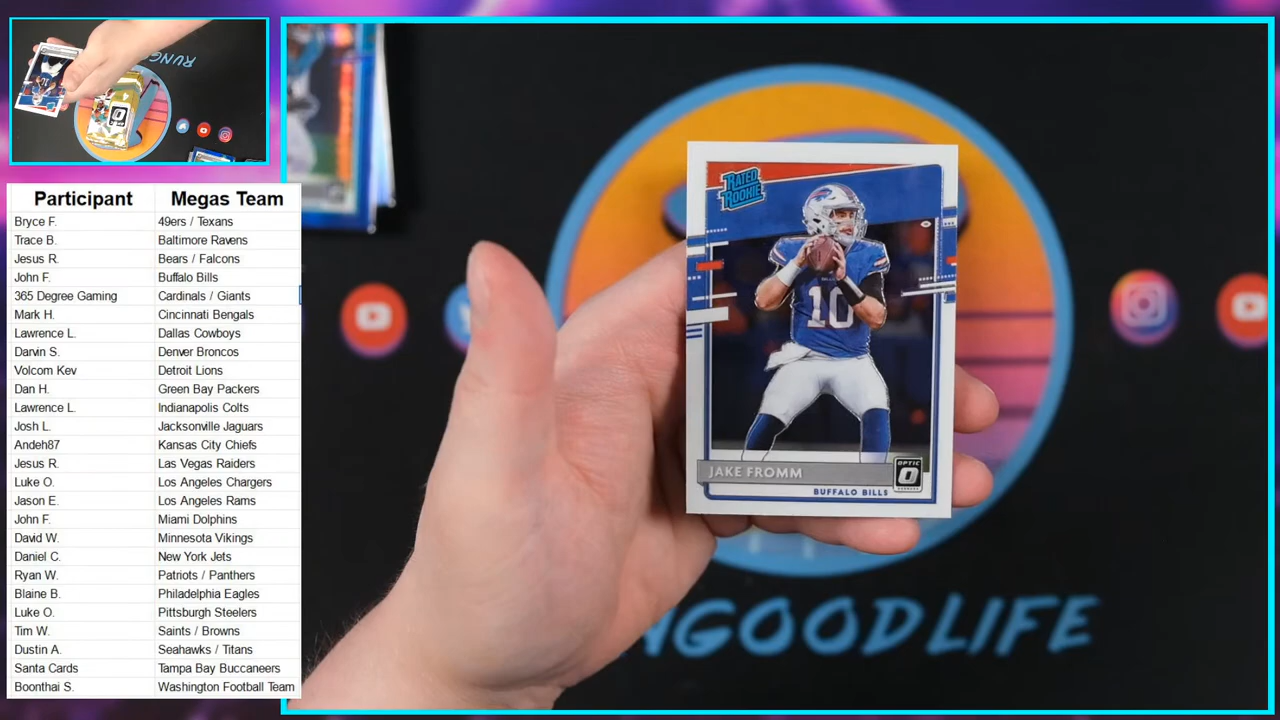 RUNG
Participant Megas Team
Bryce F. 49ers / Texans
Trace B. Baltimore Ravens
Jesus R. Bears / Falcons
John F. Buffalo Bills
365 Degree Gaming Cardinals / Giants
Mark H. Cincinnati Bengals
Lawrence L. Dallas Cowboys
Darvin S. Denver Broncos
Volcom Kev Detroit Lions
Dan H. Green Bay Packers
Lawrence L. Indianapolis Colts
Josh L. Jacksonville Jaguars
Andeh87 Kansas City Chiefs
Jesus R. Las Vegas Raiders
Luke O. Los Angeles Chargers
Jason E. Los Angeles Rams
John F. Miami Dolphins
David W. Minnesota Vikings
Daniel C. New York Jets
Ryan W. Patriots / Panthers
Blaine B. Philadelphia Eagles
Luke O. Pittsburgh Steelers
Tim W. Saints / Browns
Dustin A. Seahawks / Titans
Santa Cards Tampa Bay Buccaneers
Boonthai S. Washington Football Team
RATED
ROOKIE
10
JAKE FROMM
OPTIC
BUFFALO BILLS
NGOODLIFE